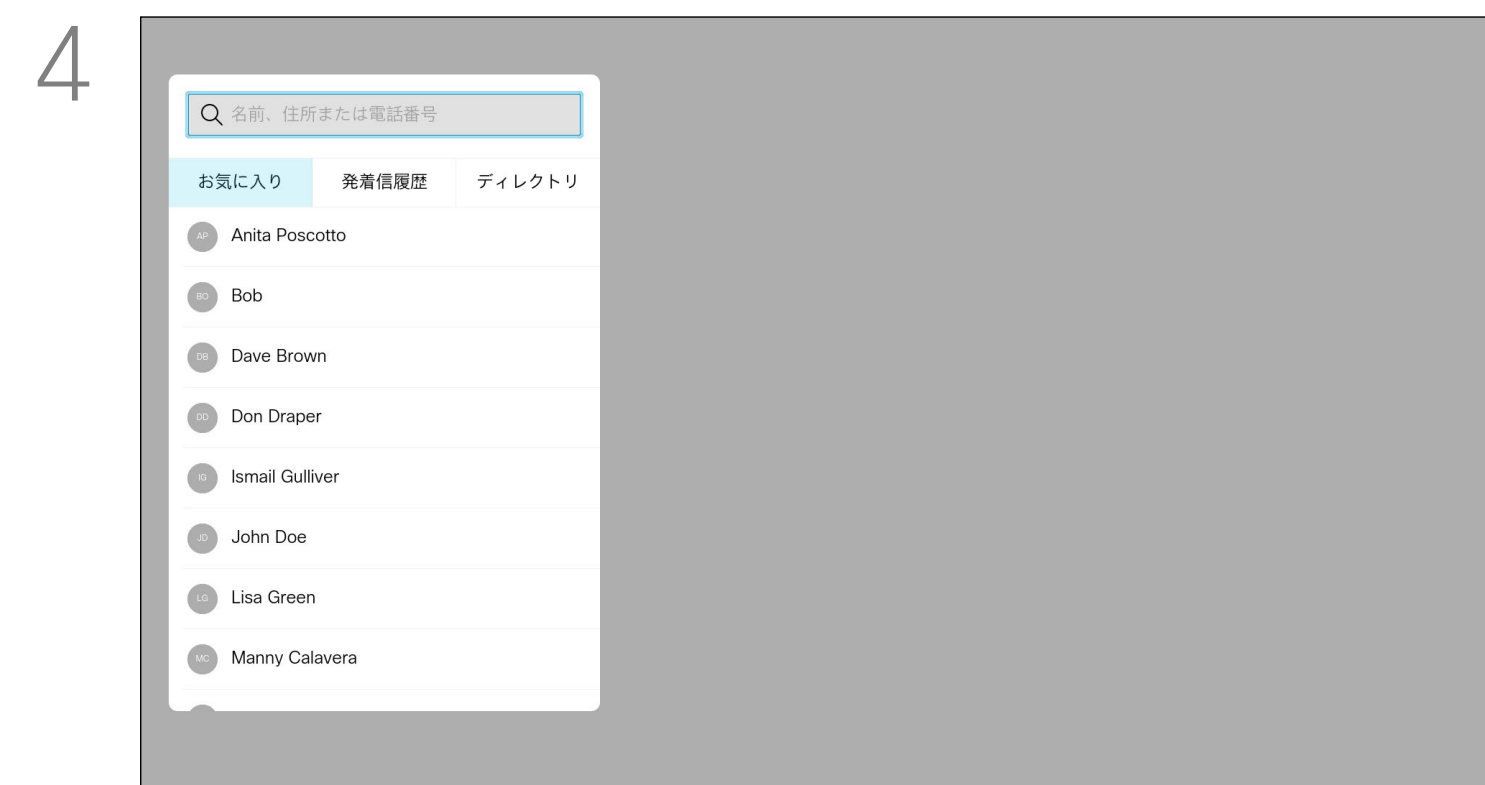 4
名前、住所または電話番号
お気に入り 発着信履歴 ディレクトリ
AP Anita Poscotto
BO Bob
DB Dave Brown
DD Don Draper
IG Ismail Gulliver
JD John Doe
LG Lisa Green
MC Manny Calavera